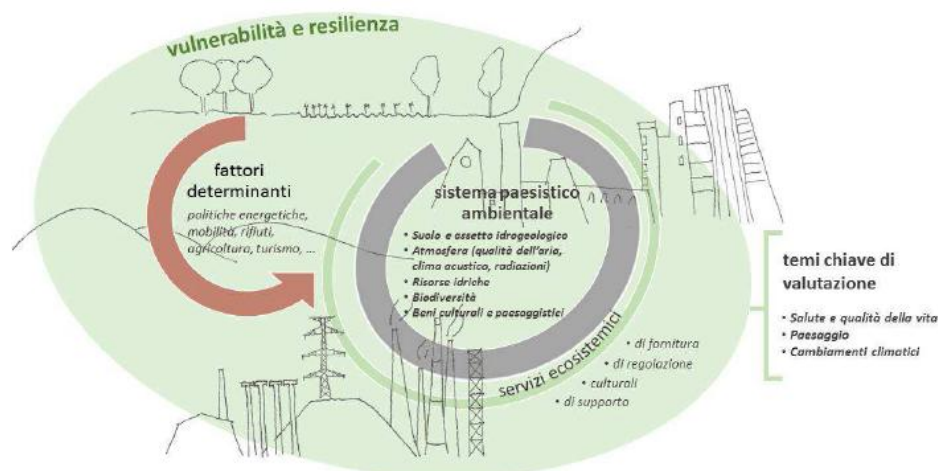 vulnerabilità e resilienza
fattori
determinanti
politiche energetiche,
mobilità, rifiuti,
agricoltura, turismo, ...
sistema paesistico
ambientale
• Suolo e assetto idrogeologico
• Atmosfera (qualità dell'aria,
clima acustico, radiazioni)
• Risorse idriche
• Biodiversità
• Beni culturali e paesaggistici
servizi ecosistemici
• di fornitura
• di regolazione
• culturali
• di supporto
temi chiave di
valutazione
• Salute e qualità della vita
• Paesaggio
• Cambiamenti climatici